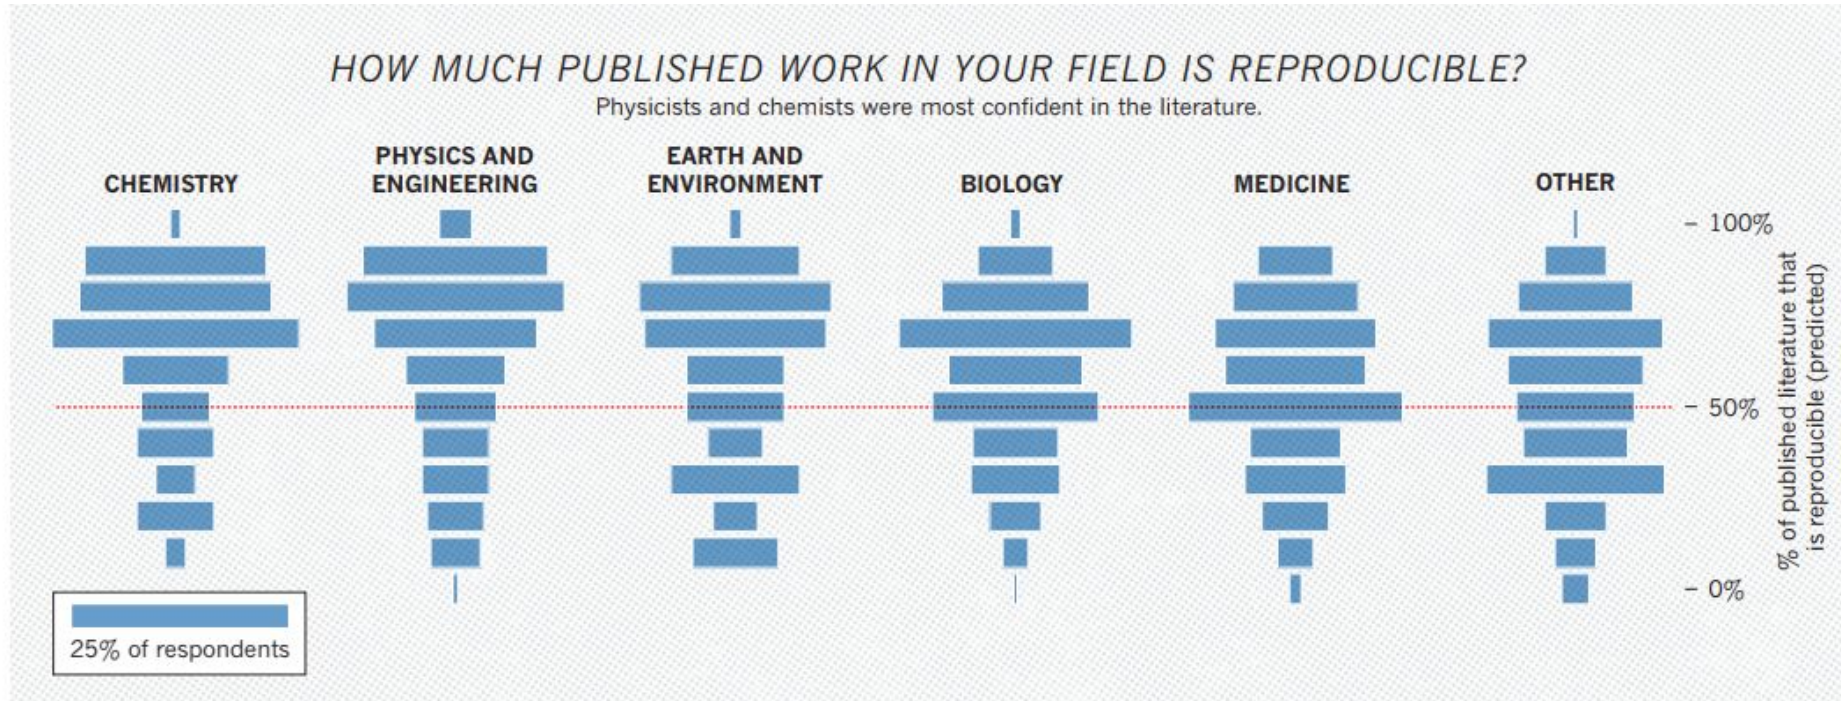 HOW MUCH PUBLISHED WORK IN YOUR FIELD IS REPRODUCIBLE?
Physicists and chemists were most confident in the literature.
CHEMISTRY
PHYSICS AND
ENGINEERING
EARTH AND
ENVIRONMENT
BIOLOGY
MEDICINE
OTHER
– 100%
– 50%
– 0%
% of published literature that
is reproducible (predicted)
25% of respondents